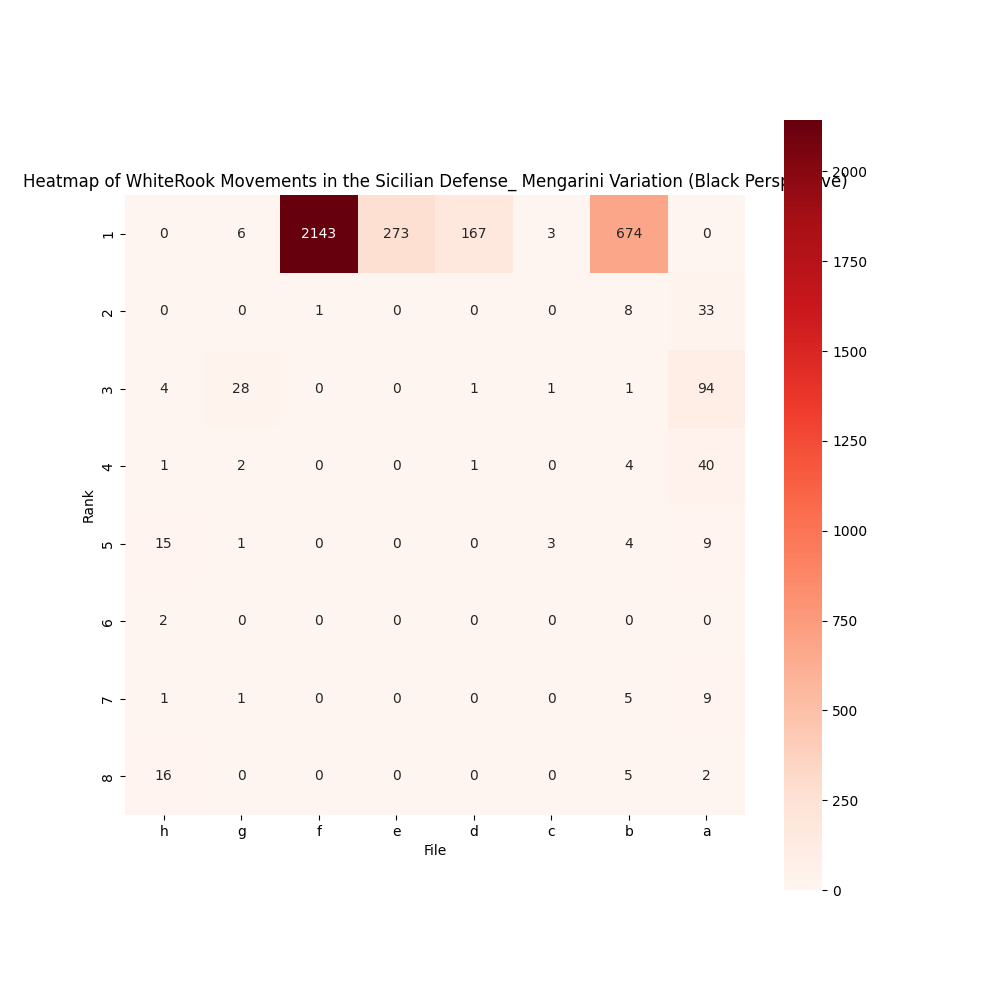 Heatmap of WhiteRook Movements in the Sicilian Defense_ Mengarini Variation (Black Perspective)
2000
1750
1500
1250
1000
750
500
250
0
1 0 6 2143 273 167 3 674 0
2 0 0 1 0 0 0 8 33
3 4 28 0 0 1 1 1 94
4 1 2 0 0 1 0 4 40
Rank
5 15 1 0 0 0 3 4 9
6 2 0 0 0 0 0 0 0
7 1 1 0 0 0 0 5 9
8 16 0 0 0 0 0 5 2
h g f e d c b a
File